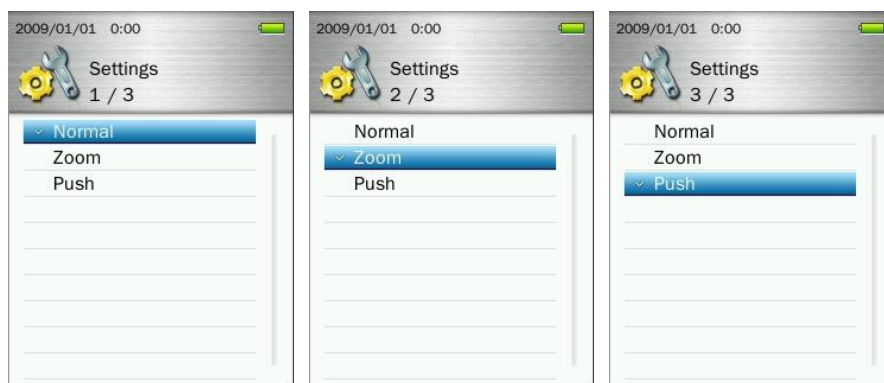 2009/01/01 0:00
Settings
1 / 3
Normal
Zoom
Push
2009/01/01 0:00
Settings
2 / 3
Normal
Zoom
Push
2009/01/01 0:00
Settings
3 / 3
Normal
Zoom
Push